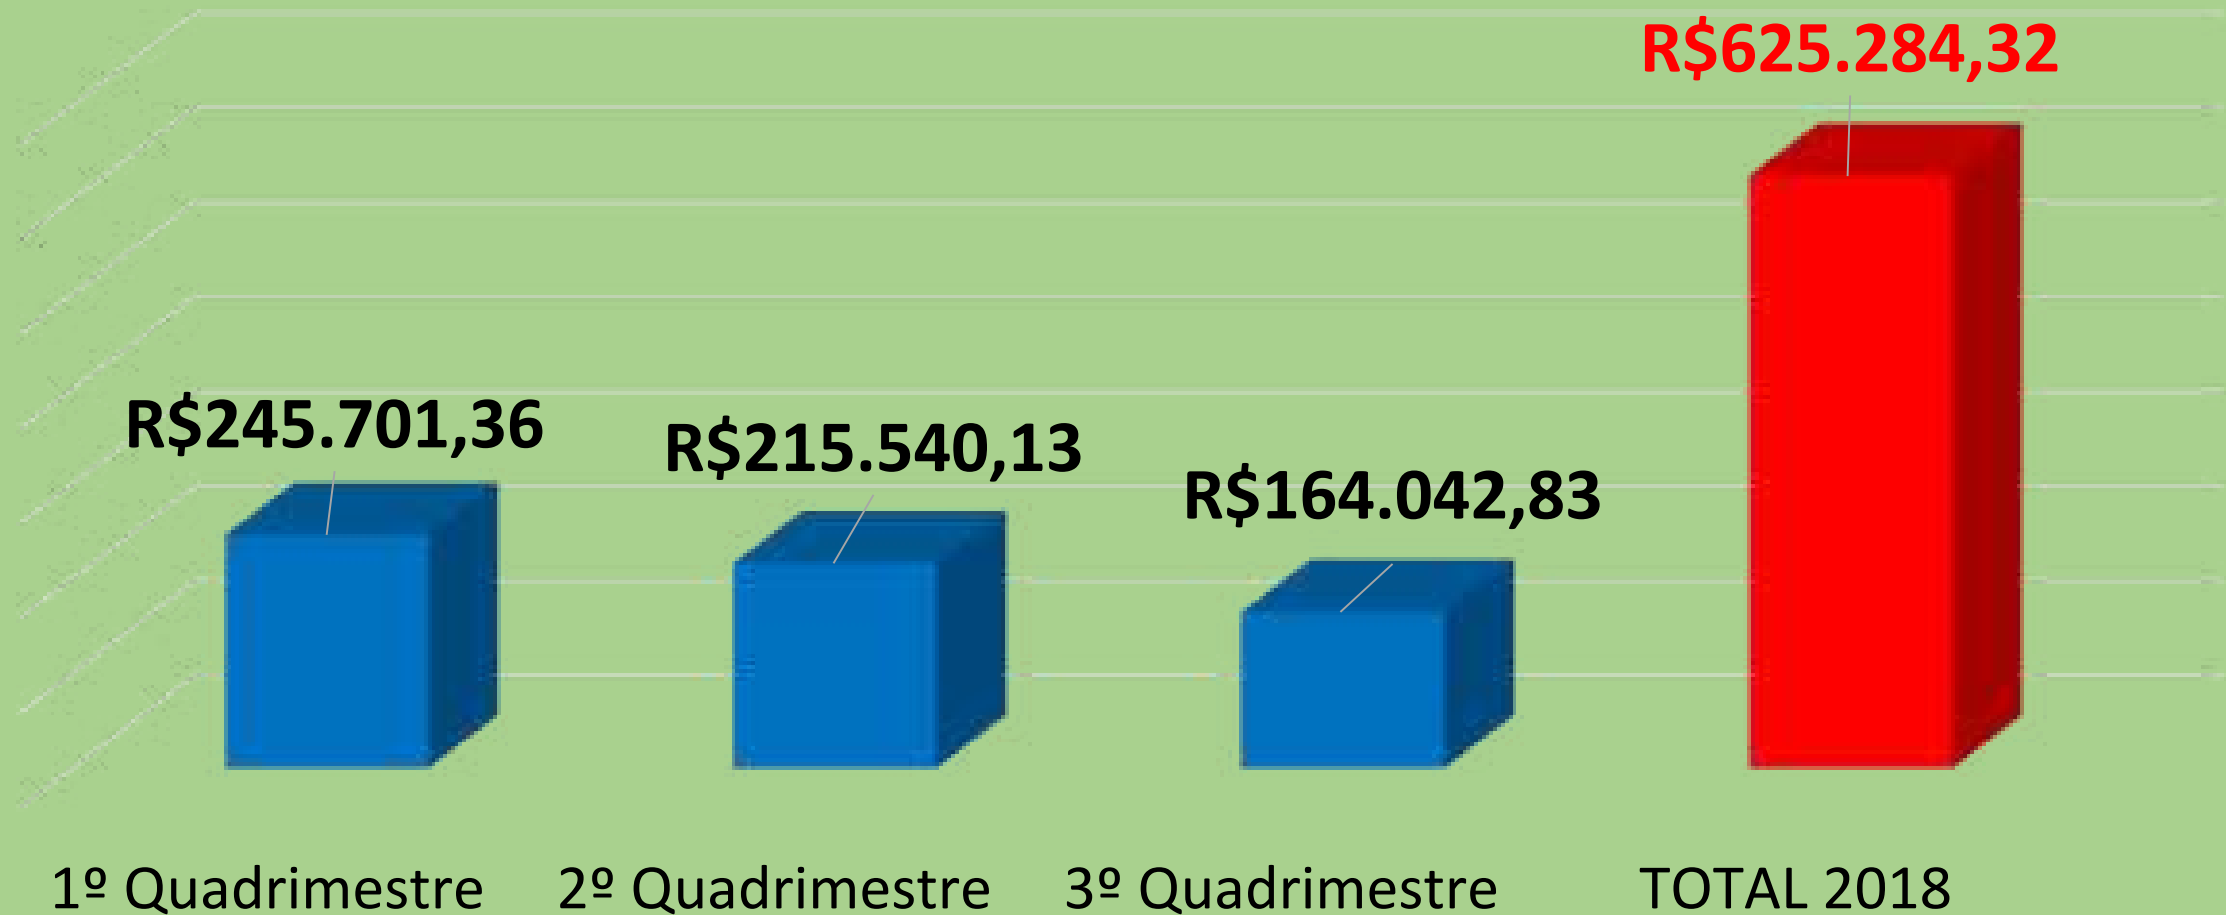 R$625.284,32
R$245.701,36
R$215.540,13
R$164.042,83
1º Quadrimestre
2º Quadrimestre
3º Quadrimestre
TOTAL 2018